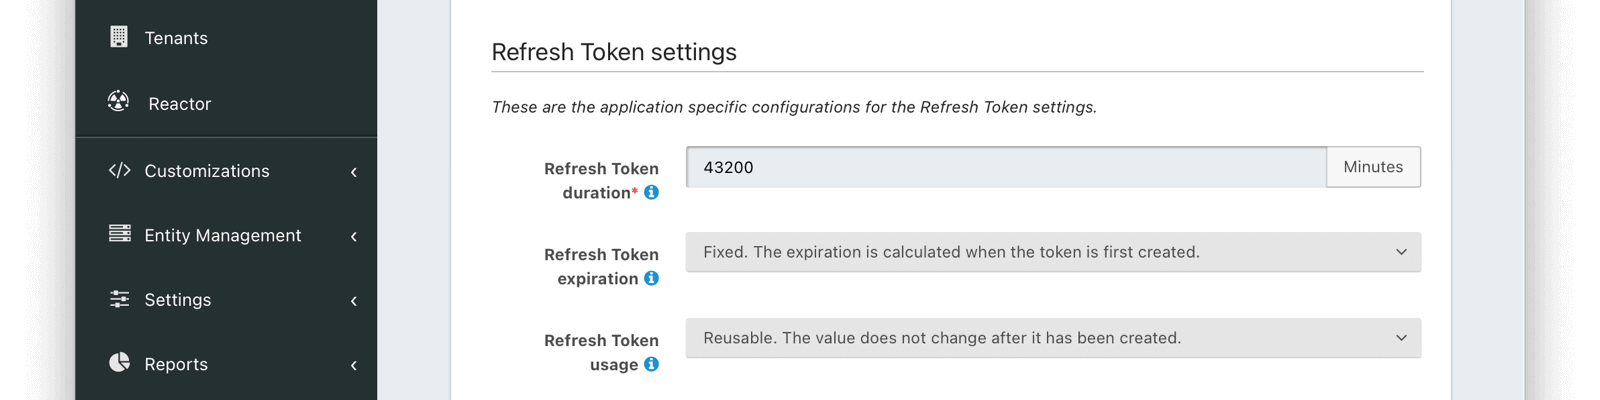 Tenants
Reactor
Customizations
Entity Management
Settings
Reports
Refresh Token settings
These are the application specific configurations for the Refresh Token settings.
Refresh Token
duration*
43200
Minutes
Refresh Token
expiration
Fixed. The expiration is calculated when the token is first created.
Refresh Token
usage
Reusable. The value does not change after it has been created.